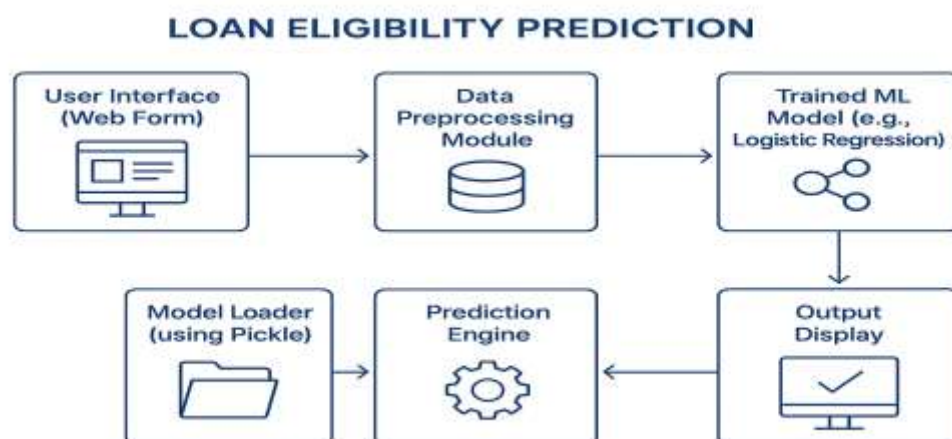 LOAN ELIGIBILITY PREDICTION
User Interface
(Web Form)
Data
Preprocessing
Module
Trained ML
Model (e.g.,
Logistic Regression)
Model Loader
(using Pickle)
Prediction
Engine
Output
Display